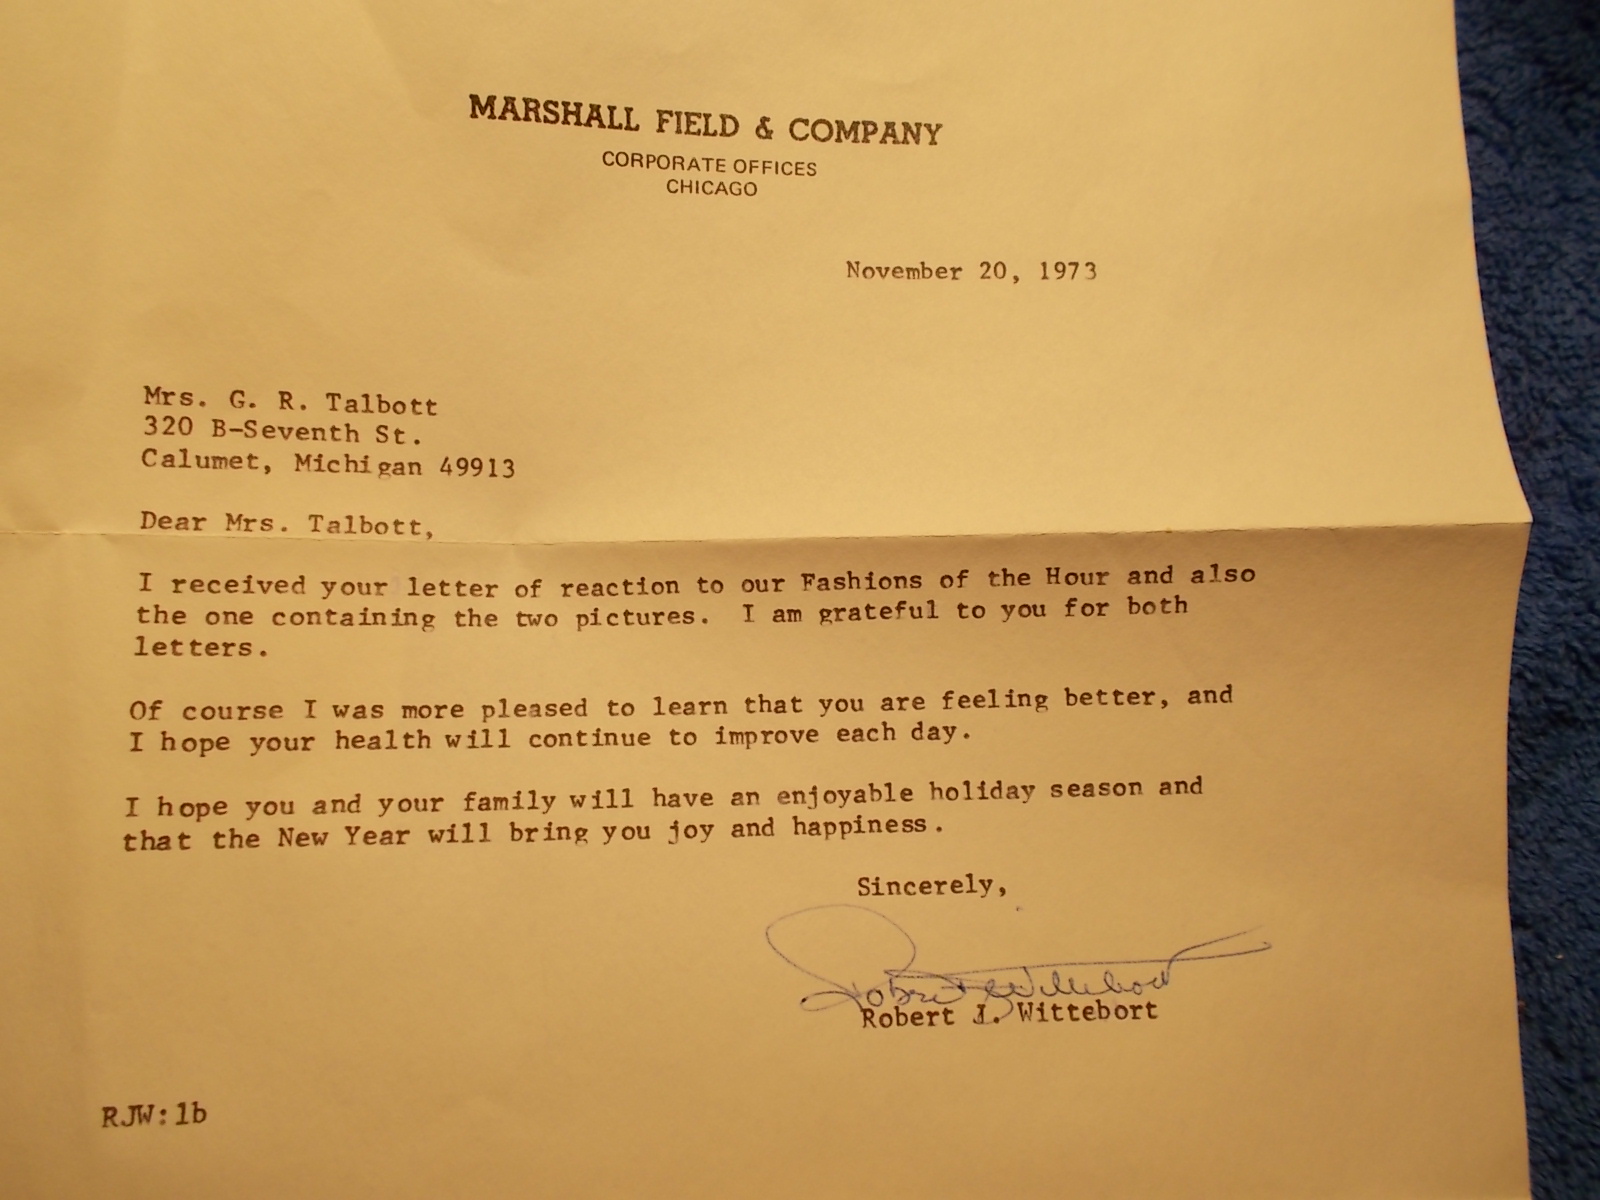 MARSHALL FIELD & COMPANY
CORPORATE OFFICES
CHICAGO
November 20, 1973
Mrs. G. R. Talbott
320 B-Seventh St.
Calumet, Michigan 49913
Dear Mrs. Talbott,
I received your letter of reaction to our Fashions of the Hour and also
the one containing the two pictures. I am grateful to you for both
letters.
Of course I was more pleased to learn that you are feeling better, and
I hope your health will continue to improve each day.
I hope you and your family will have an enjoyable holiday season and
that the New Year will bring you joy and happiness.
Sincerely,
Robert J Wittebort
Robert J. Wittebort
RJW:lb